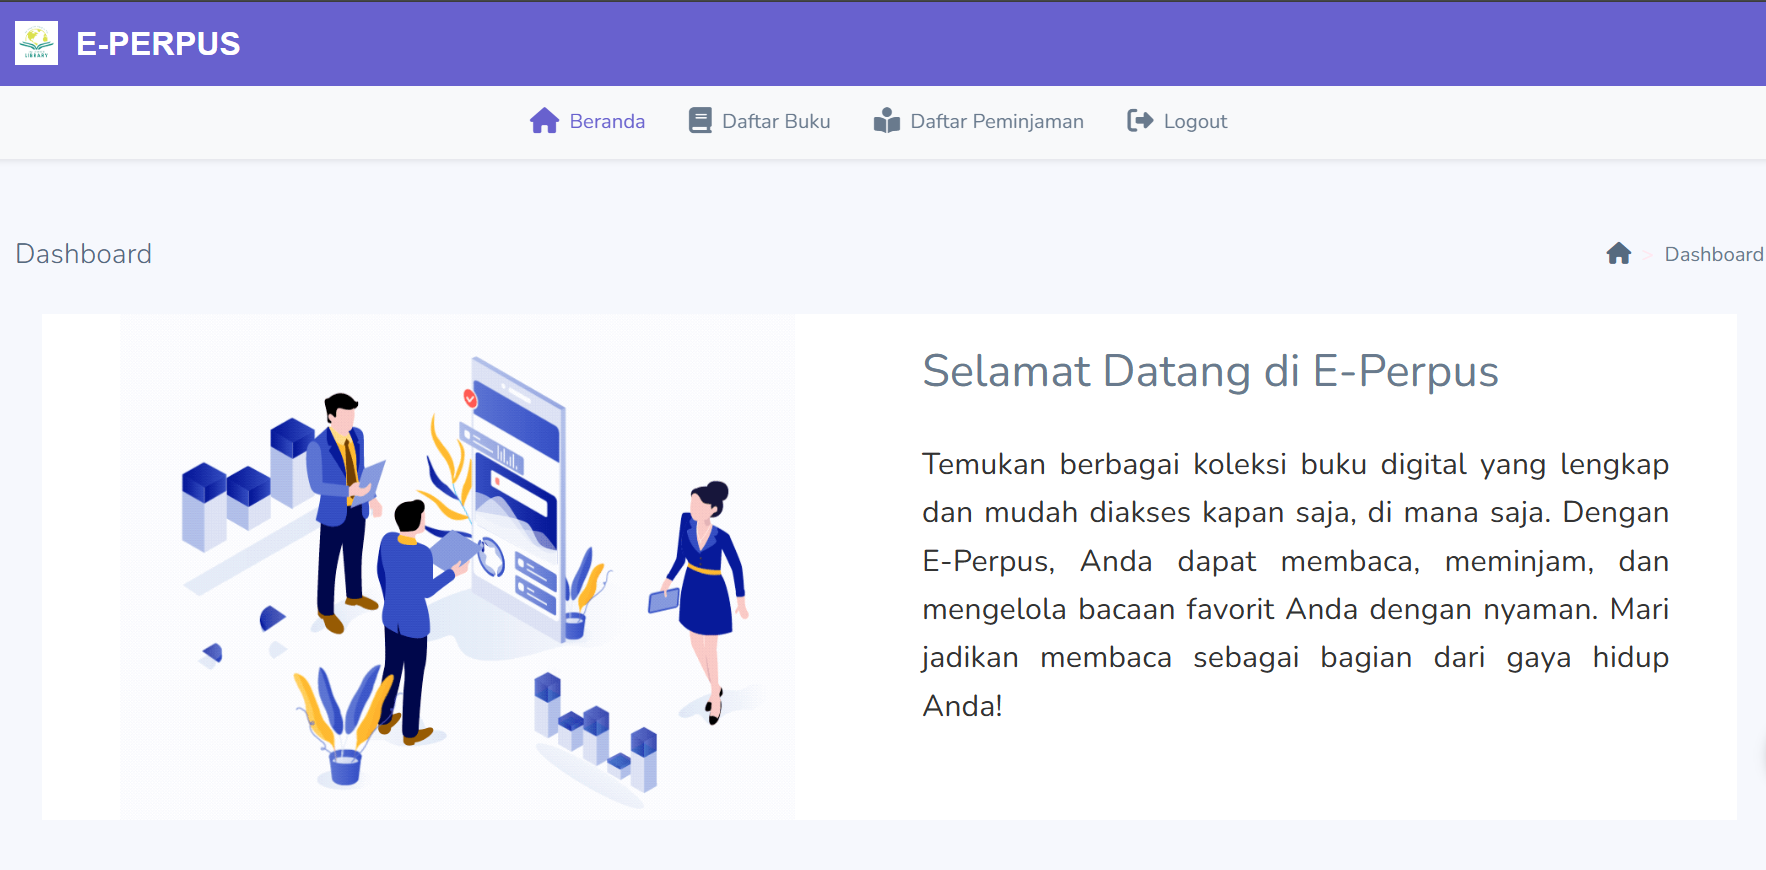 LIBRARY
E-PERPUS
Beranda
Daftar Buku
Daftar Peminjaman
Logout
Dashboard
> Dashboard
Selamat Datang di E-Perpus
Temukan berbagai koleksi buku digital yang lengkap
dan mudah diakses kapan saja, di mana saja. Dengan
E-Perpus, Anda dapat membaca, meminjam, dan
mengelola bacaan favorit Anda dengan nyaman. Mari
jadikan membaca sebagai bagian dari gaya hidup
Anda!